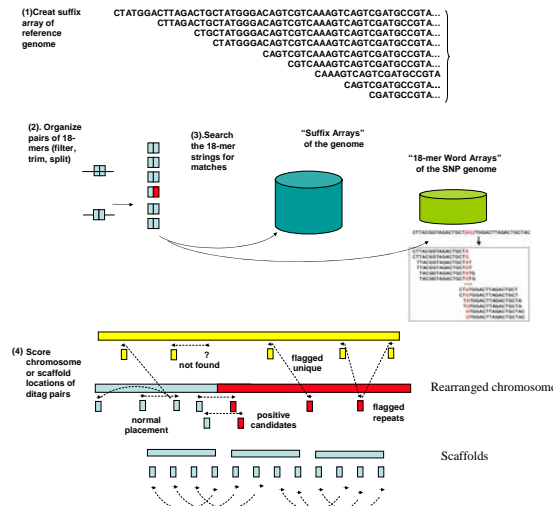 (1)Creat suffix
array of
reference
genome
CTATGGACTTAGACTGCTATGGGACAGTCGTCAAAGTCAGTCGATGCCGTA...
CTTAGACTGCTATGGGACAGTCGTCAAAGTCAGTCGATGCCGTA...
CTGCTATGGGACAGTCGTCAAAGTCAGTCGATGCCGTA...
CTATGGGACAGTCGTCAAAGTCAGTCGATGCCGTA...
CAGTCGTCAAAGTCAGTCGATGCCGTA...
CGTCAAAGTCAGTCGATGCCGTA...
CAAAGTCAGTCGATGCCGTA
CAGTCGATGCCGTA...
CGATGCCGTA...
(2). Organize
pairs of 18-
mers (filter,
trim, split)
(3).Search
the 18-mer
strings for
matches
"Suffix Arrays"
of the genome
"18-mer Word Arrays"
of the SNP genome
(4) Score
chromosome
or scaffold
locations of
ditag pairs
?
not found
flagged
unique
Rearranged chromosome
normal
placement
positive
candidates
flagged
repeats
Scaffolds